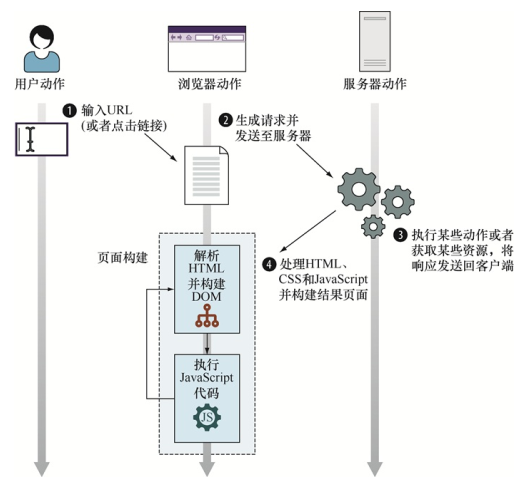 用户动作
浏览器动作
服务器动作
❶ 输入URL
(或者点击链接)
❷ 生成请求并
发送至服务器
❸ 执行某些动作或者
获取某些资源，将
响应发送回客户端
❹ 处理HTML、
CSS和JavaScript
并构建结果页面
页面构建
解析
HTML
并构建
DOM
执行
JavaScript
代码
JS